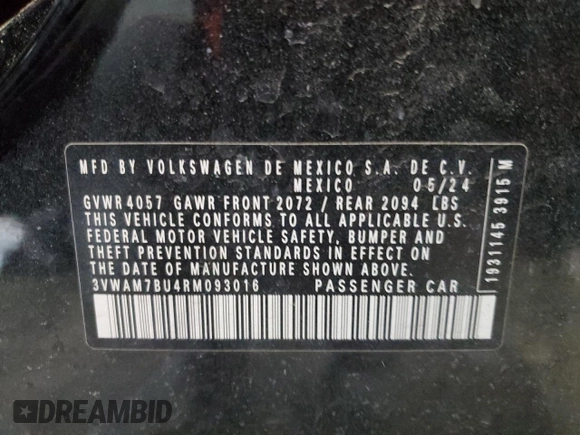 MFD BY VOLKSWAGEN DE MEXICO S.A. DE C.V.
MEXICO 05/24
GVWR 4057 GAWR FRONT 2072 / REAR 2094 LBS
THIS VEHICLE CONFORMS TO ALL APPLICABLE U.S.
FEDERAL MOTOR VEHICLE SAFETY, BUMPER AND
THEFT PREVENTION STANDARDS IN EFFECT ON
THE DATE OF MANUFACTURE SHOWN ABOVE.
3VWAM7BU4RM093016 PASSENGER CAR
1931145 3915 M
DREAMBID